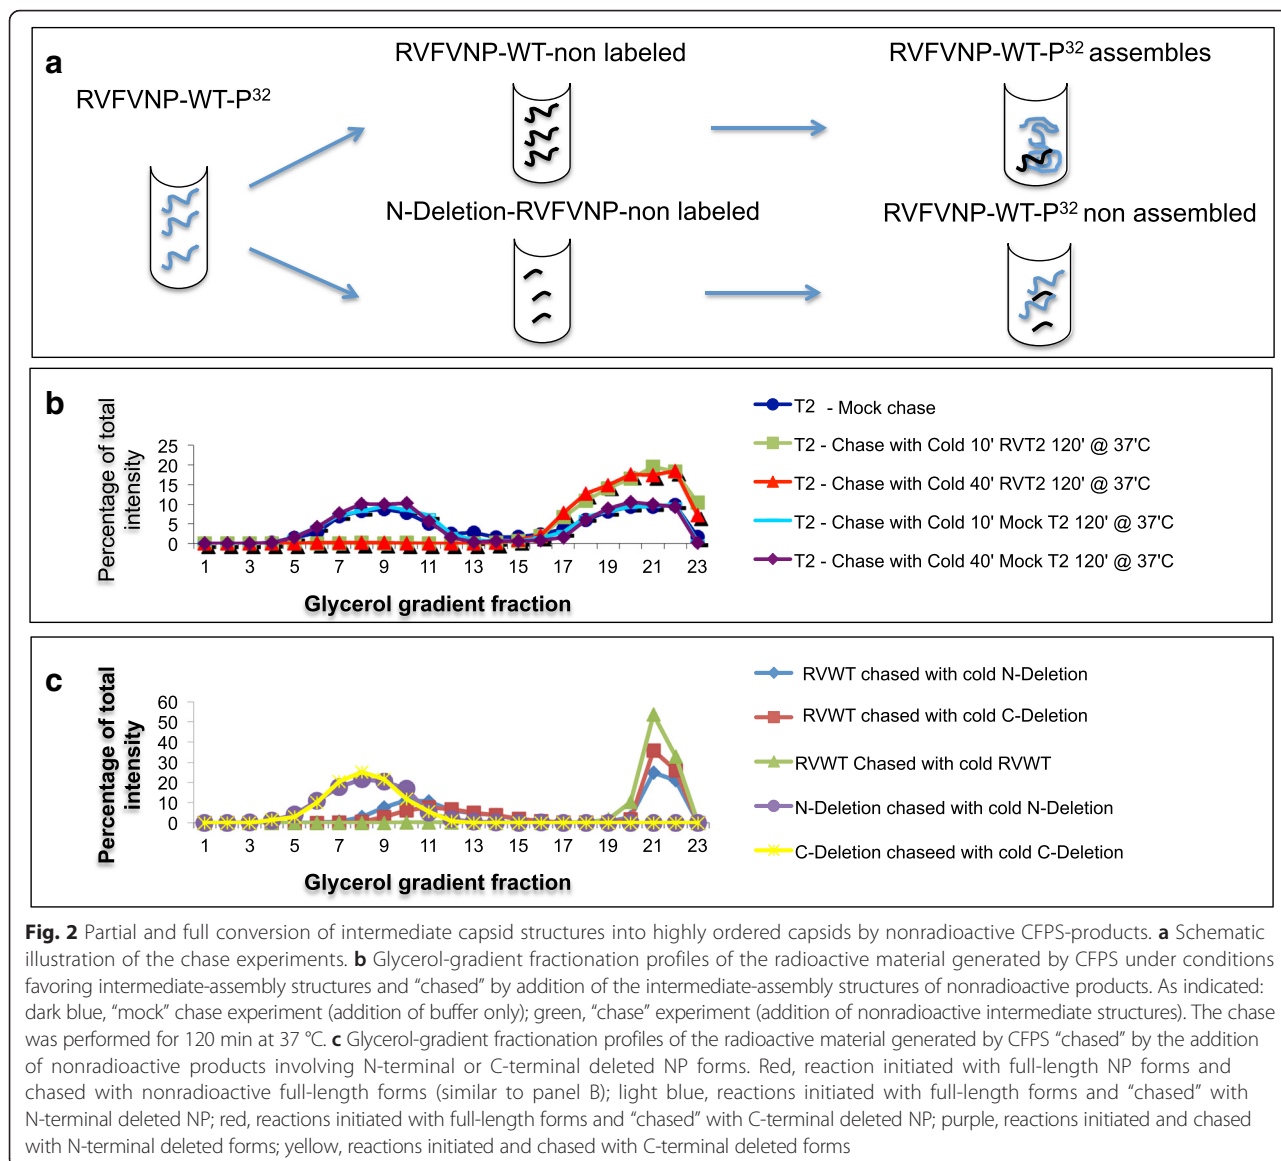 a
RVFVNP-WT-P32
RVFVNP-WT-non labeled
RVFVNP-WT-P32 assembles
N-Deletion-RVFVNP-non labeled
RVFVNP-WT-P32 non assembled
b
Percentage of total
intensity
25
20
15
10
5
0
1 3 5 7 9 11 13 15 17 19 21 23
Glycerol gradient fraction
T2 - Mock chase
T2 - Chase with Cold 10' RVT2 120' @ 37'C
T2 - Chase with Cold 40' RVT2 120' @ 37'C
T2 - Chase with Cold 10' Mock T2 120' @ 37'C
T2 - Chase with Cold 40' Mock T2 120' @ 37'C
c
Percentage of total
intensity
60
50
40
30
20
10
0
1 3 5 7 9 11 13 15 17 19 21 23
Glycerol gradient fraction
RVWT chased with cold N-Deletion
RVWT chased with cold C-Deletion
RVWT Chased with cold RVWT
N-Deletion chased with cold N-Deletion
C-Deletion chaseed with cold C-Deletion
Fig. 2 Partial and full conversion of intermediate capsid structures into highly ordered capsids by nonradioactive CFPS-products. a Schematic
illustration of the chase experiments. b Glycerol-gradient fractionation profiles of the radioactive material generated by CFPS under conditions
favoring intermediate-assembly structures and “chased” by addition of the intermediate-assembly structures of nonradioactive products. As indicated:
dark blue, “mock” chase experiment (addition of buffer only); green, “chase” experiment (addition of nonradioactive intermediate structures). The chase
was performed for 120 min at 37 °C. c Glycerol-gradient fractionation profiles of the radioactive material generated by CFPS “chased” by the addition
of nonradioactive products involving N-terminal or C-terminal deleted NP forms. Red, reaction initiated with full-length NP forms and
chased with nonradioactive full-length forms (similar to panel B); light blue, reactions initiated with full-length forms and “chased” with
N-terminal deleted NP; red, reactions initiated with full-length forms and “chased” with C-terminal deleted NP; purple, reactions initiated and chased
with N-terminal deleted forms; yellow, reactions initiated and chased with C-terminal deleted forms